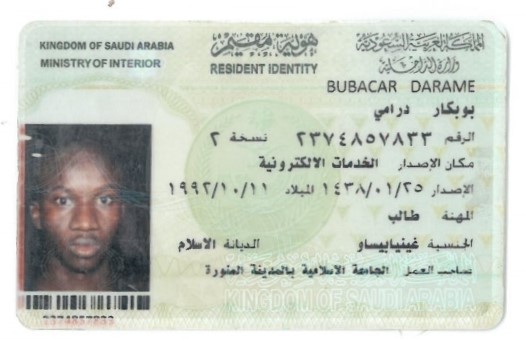 KINGDOM OF SAUDI ARABIA
MINISTRY OF INTERIOR
هوية مقيم
RESIDENT IDENTITY
المملكة العربية السعودية
وزارة الداخلية
BUBACAR DARAME
بوبكار درامي
الرقم ٢٣٧٤٨٥٧٨٣٣ نسخة ٢
مكان الإصدار الخدمات الالكترونية
الإصدار ١٤٣٨/٠١/٢٥ الميلاد ١٩٩٢/١٠/١١
المهنة طالب
الجنسية غينيابيساو الديانة الاسلام
صاحب العمل الجامعة الاسلامية بالمدينة المنورة
KINGDOM OF SAUDI ARABIA
2374857833